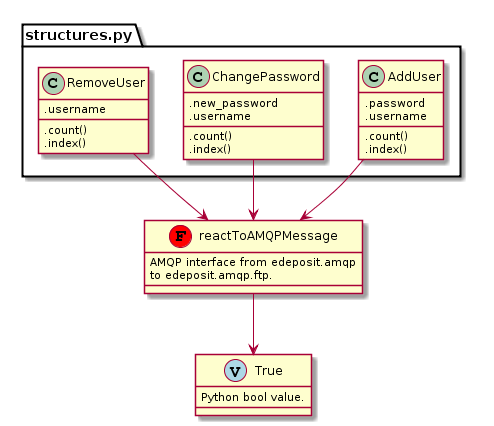 structures.py
C RemoveUser
.username
.count()
.index()
C ChangePassword
.new_password
.username
.count()
.index()
C AddUser
.password
.username
.count()
.index()
F reactToAMQPMessage
AMQP interface from edeposit.amqp
to edeposit.amqp.ftp.
V True
Python bool value.